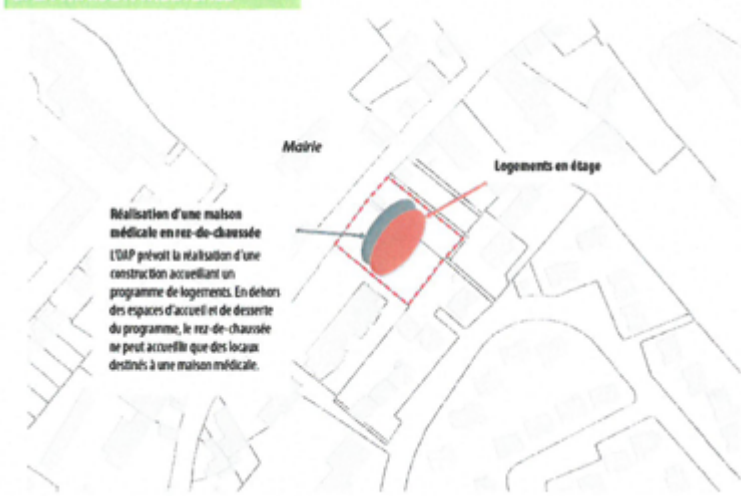 Mairie
Logements en étage
Réalisation d'une maison
médicale en rez-de-chaussée
L'OAP prévoit la réalisation d'une
construction accueillant un
programme de logements. En dehors
des espaces d'accueil et de desserte
du programme, le rez-de-chaussée
ne peut accueillir que des locaux
destinés à une maison médicale.